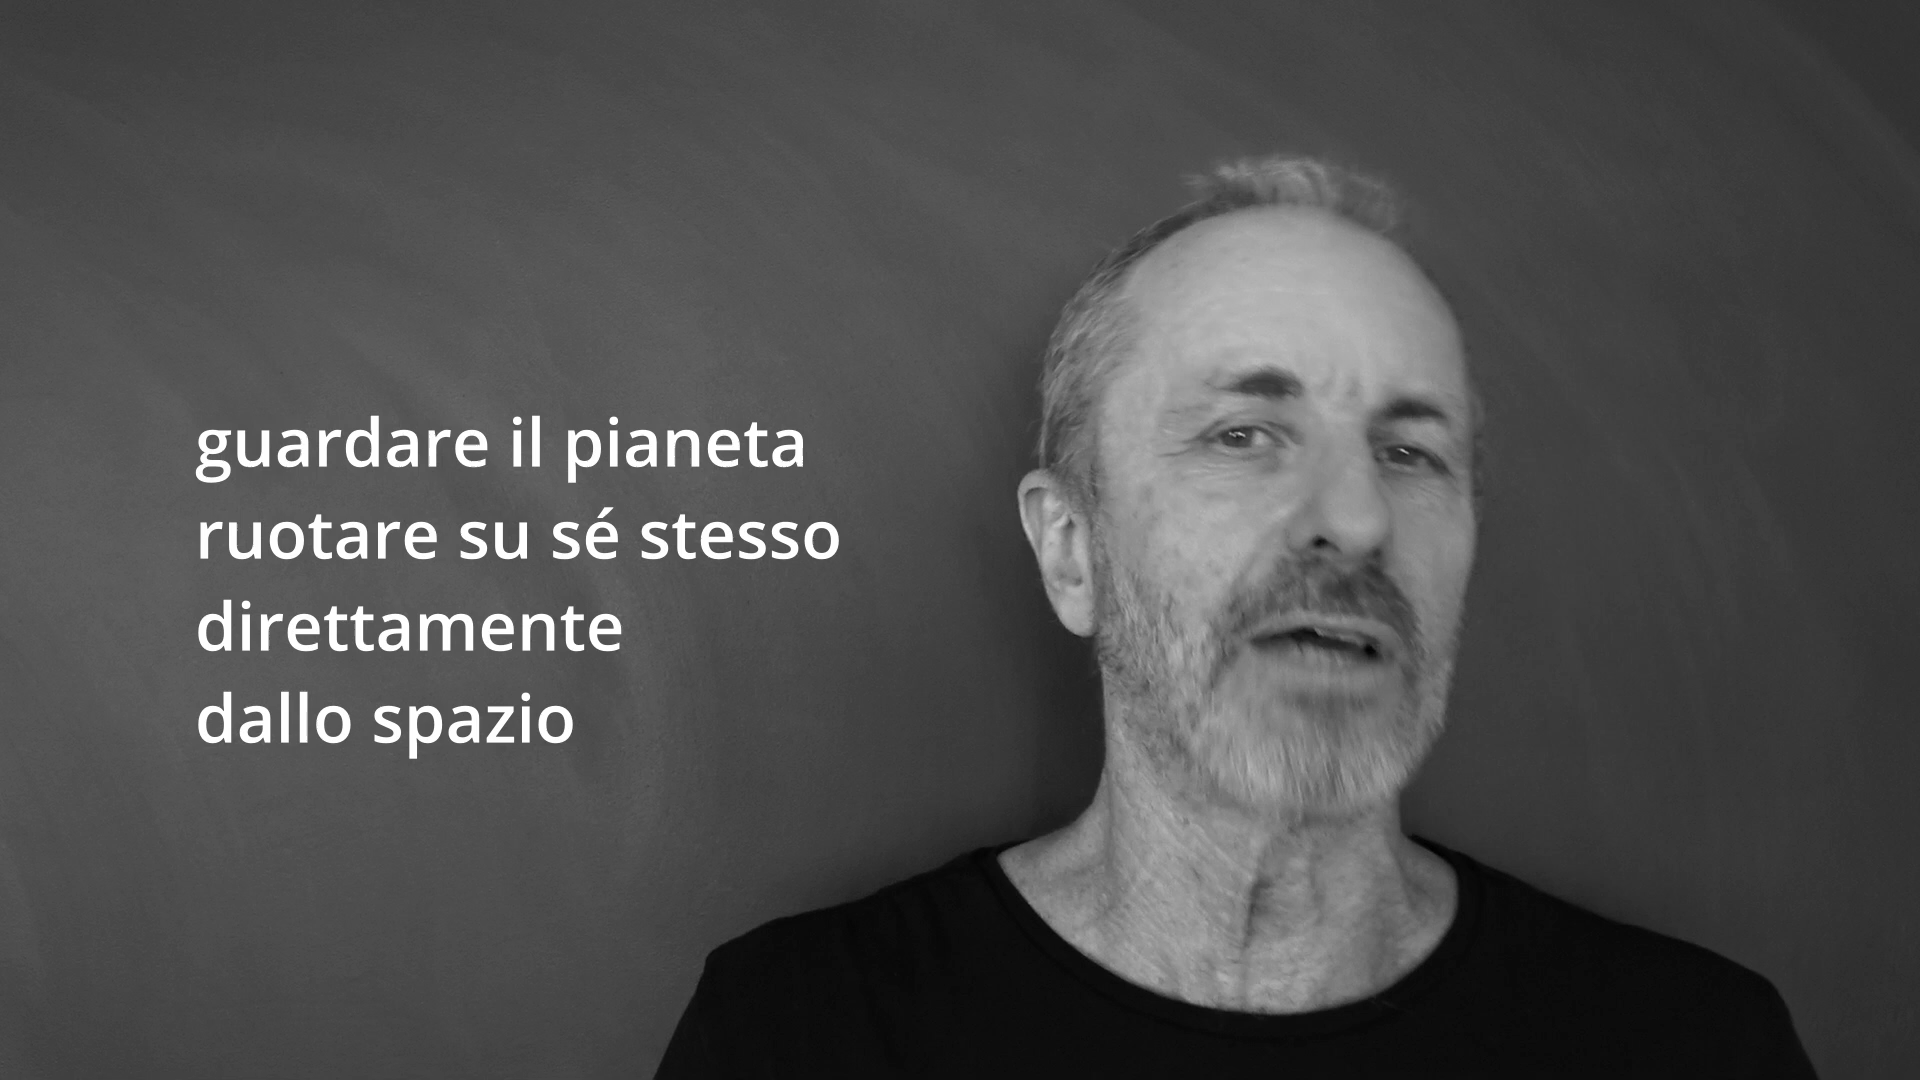 guardare il pianeta
ruotare su sé stesso
direttamente
dallo spazio